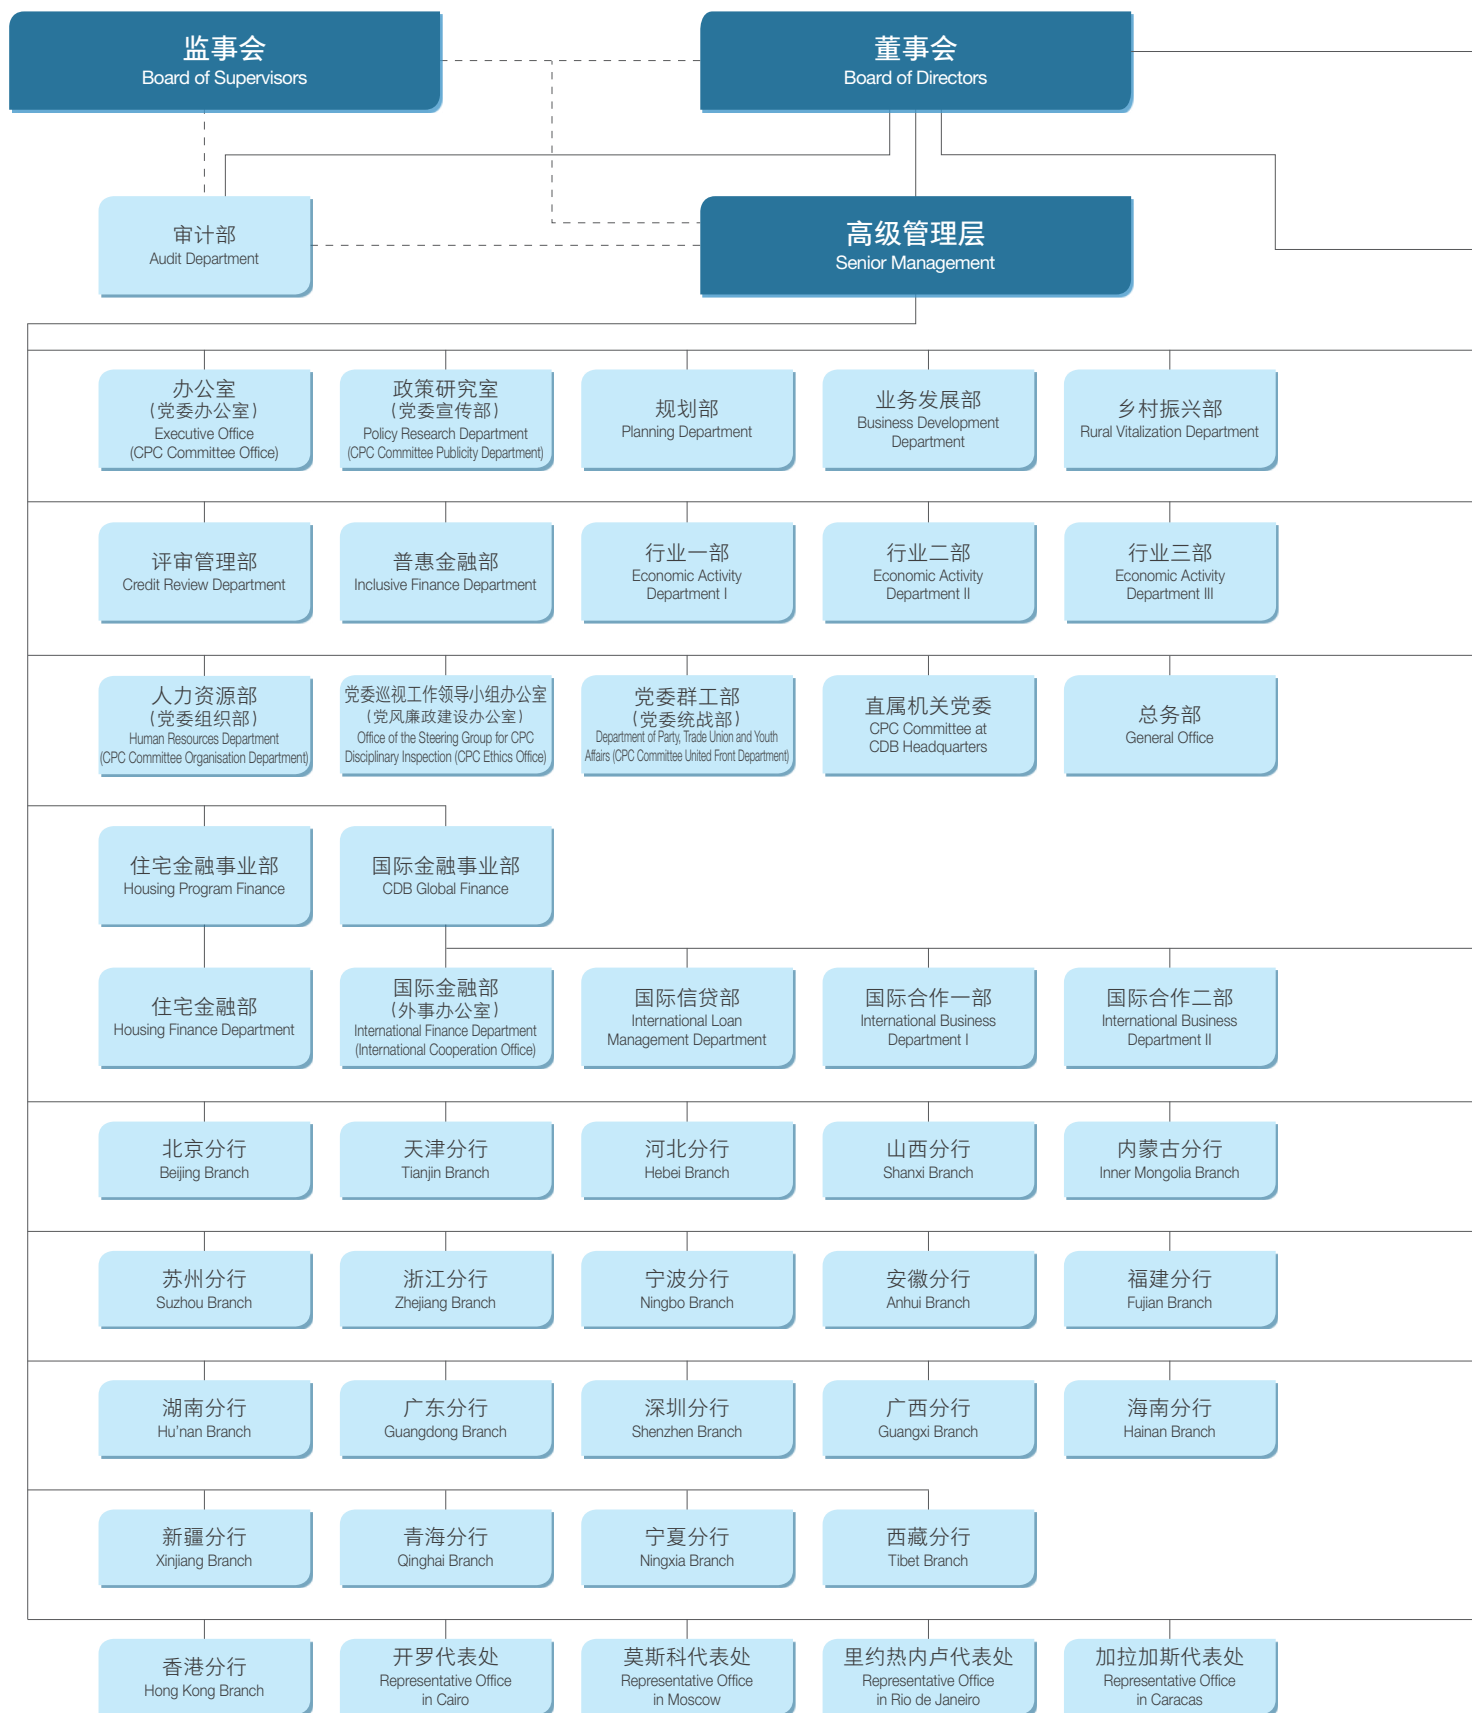 监事会
Board of Supervisors
董事会
Board of Directors
审计部
Audit Department
高级管理层
Senior Management
办公室
(党委办公室)
Executive Office
(CPC Committee Office)
政策研究室
(党委宣传部)
Policy Research Department
(CPC Committee Publicity Department)
规划部
Planning Department
业务发展部
Business Development
Department
乡村振兴部
Rural Vitalization Department
评审管理部
Credit Review Department
普惠金融部
Inclusive Finance Department
行业一部
Economic Activity
Department I
行业二部
Economic Activity
Department II
行业三部
Economic Activity
Department III
人力资源部
(党委组织部)
Human Resources Department
(CPC Committee Organisation Department)
党委巡视工作领导小组办公室
(党风廉政建设办公室)
Office of the Steering Group for CPC
Disciplinary Inspection (CPC Ethics Office)
党委群工部
(党委统战部)
Department of Party, Trade Union and Youth
Affairs (CPC Committee United Front Department)
直属机关党委
CPC Committee at
CDB Headquarters
总务部
General Office
住宅金融事业部
Housing Program Finance
国际金融事业部
CDB Global Finance
住宅金融部
Housing Finance Department
国际金融部
(外事办公室)
International Finance Department
(International Cooperation Office)
国际信贷部
International Loan
Management Department
国际合作一部
International Business
Department I
国际合作二部
International Business
Department II
北京分行
Beijing Branch
天津分行
Tianjin Branch
河北分行
Hebei Branch
山西分行
Shanxi Branch
内蒙古分行
Inner Mongolia Branch
苏州分行
Suzhou Branch
浙江分行
Zhejiang Branch
宁波分行
Ningbo Branch
安徽分行
Anhui Branch
福建分行
Fujian Branch
湖南分行
Hu'nan Branch
广东分行
Guangdong Branch
深圳分行
Shenzhen Branch
广西分行
Guangxi Branch
海南分行
Hainan Branch
新疆分行
Xinjiang Branch
青海分行
Qinghai Branch
宁夏分行
Ningxia Branch
西藏分行
Tibet Branch
香港分行
Hong Kong Branch
开罗代表处
Representative Office
in Cairo
莫斯科代表处
Representative Office
in Moscow
里约热内卢代表处
Representative Office
in Rio de Janeiro
加拉加斯代表处
Representative Office
in Caracas